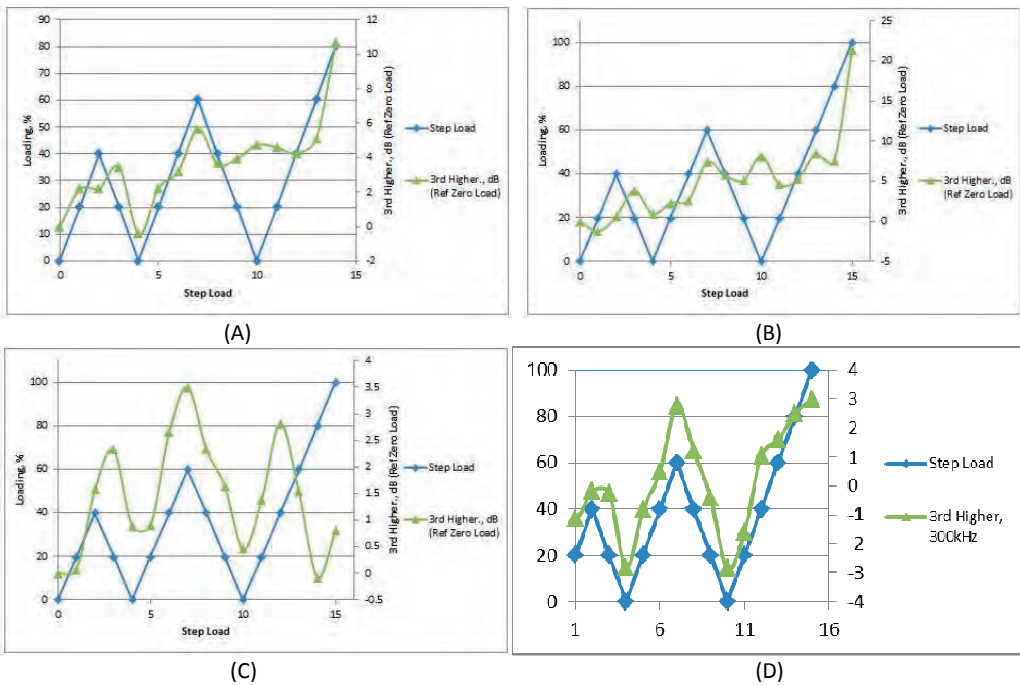 90
80
70
60
50
40
30
20
10
0
Loading, %
12
10
8
6
4
2
0
-2
3rd Higher., dB (Ref Zero Load)
0 5 10 15
Step Load
Step Load
3rd Higher., dB
(Ref Zero Load)
(A)
100
80
60
40
20
0
Loading, %
25
20
15
10
5
0
-5
3rd Higher., dB (Ref Zero Load)
0 5 10 15
Step Load
Step Load
3rd Higher., dB
(Ref Zero Load)
(B)
100
80
60
40
20
0
Loading, %
4
3.5
3
2.5
2
1.5
1
0.5
0
-0.5
3rd Higher., dB (Ref Zero Load)
0 5 10 15
Step Load
Step Load
3rd Higher., dB
(Ref Zero Load)
(C)
100
80
60
40
20
0
4
3
2
1
0
-1
-2
-3
-4
1 6 11 16
Step Load
3rd Higher,
300kHz
(D)